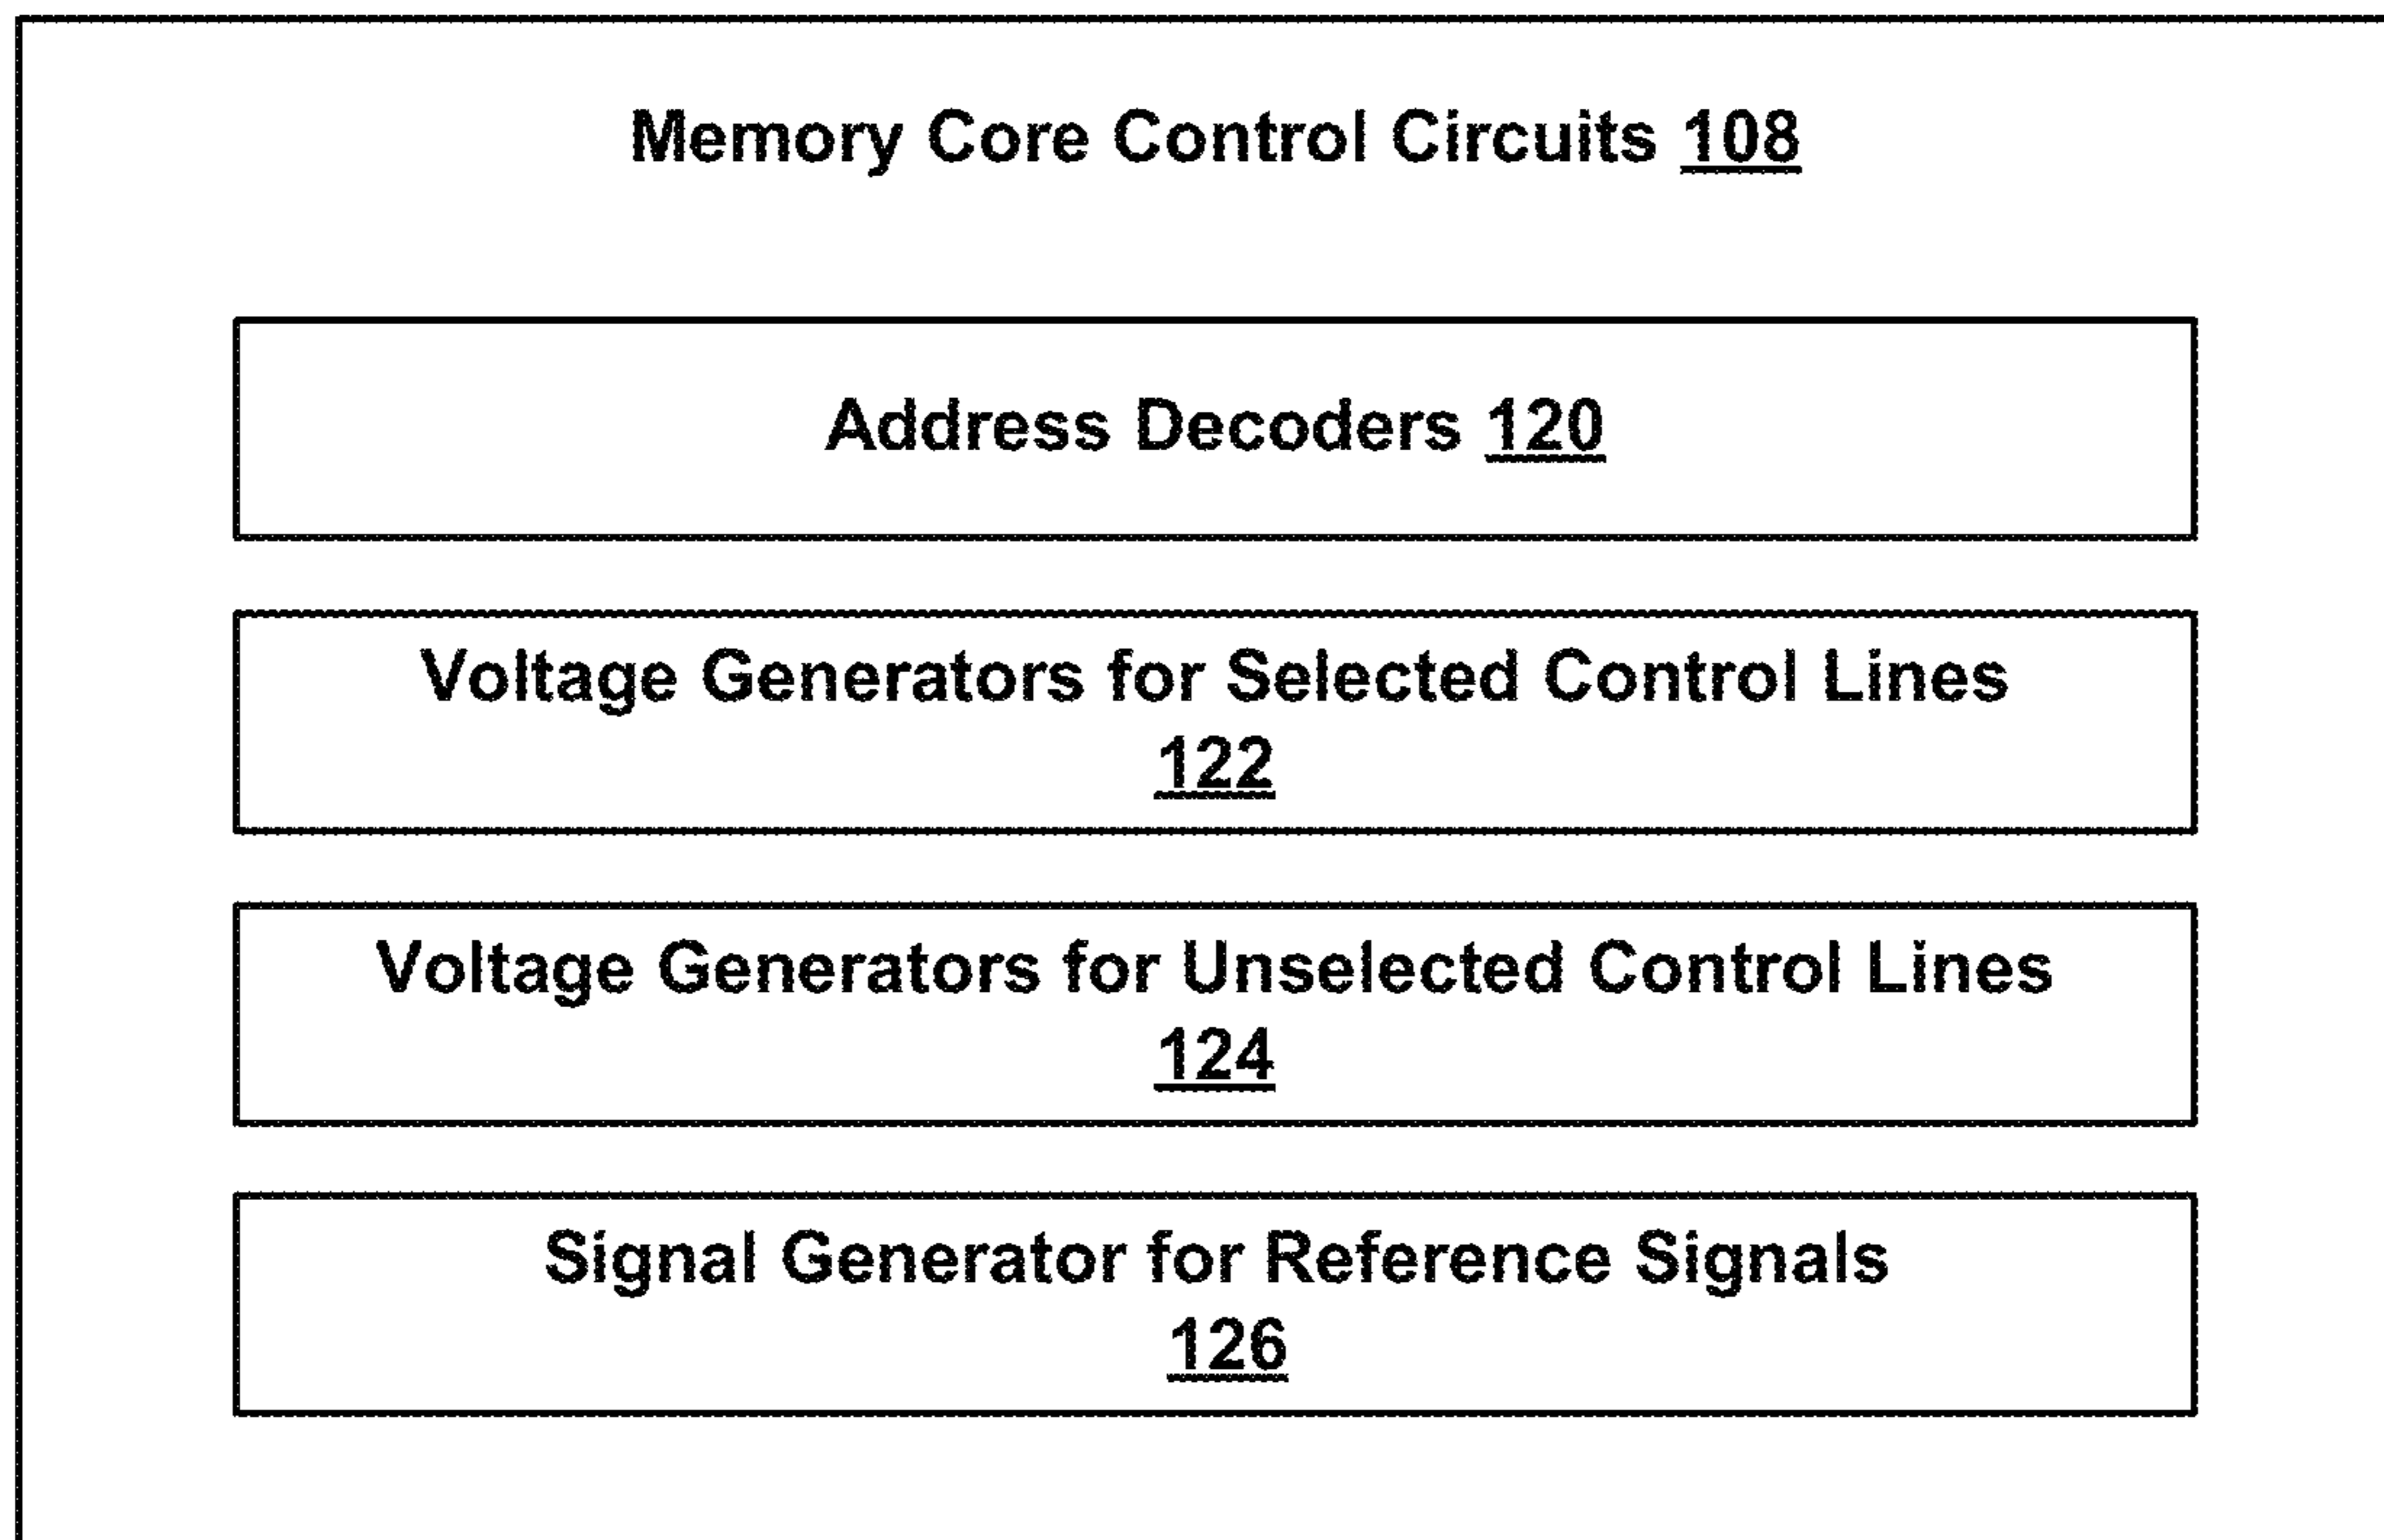 Memory Core Control Circuits 108
Address Decoders 120
Voltage Generators for Selected Control Lines
122
Voltage Generators for Unselected Control Lines
124
Signal Generator for Reference Signals
126